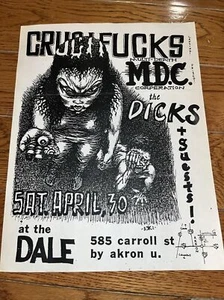 CRUCIFUCKS
MULTI-DEATH
M.D.C.
CORPORATION
the
DICKS
+ guests!
SAT. APRIL. 30
at the
DALE
585 carroll st
by akron u.